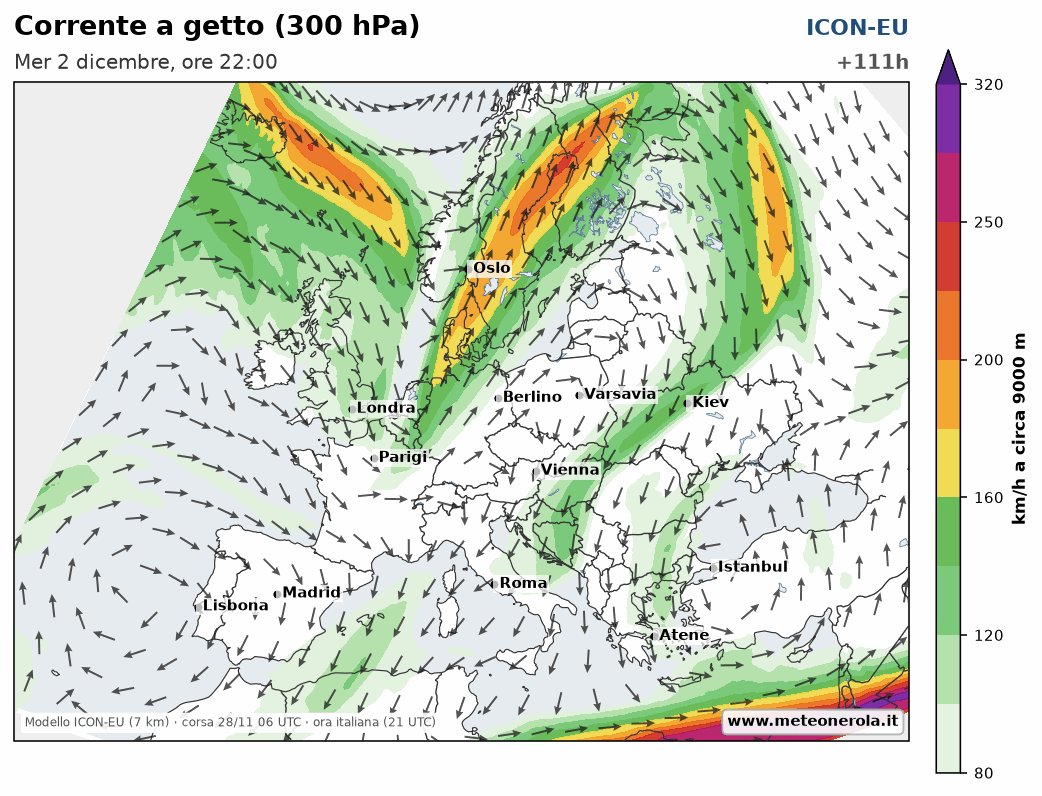 Corrente a getto (300 hPa)
ICON-EU
Mer 2 dicembre, ore 22:00
+111h
320
250
200
160
120
80
km/h a circa 9000 m
Oslo
Londra
Berlino
Varsavia
Kiev
Parigi
Vienna
Istanbul
Roma
Madrid
Lisbona
Atene
Modello ICON-EU (7 km) · corsa 28/11 06 UTC · ora italiana (21 UTC)
www.meteonerola.it